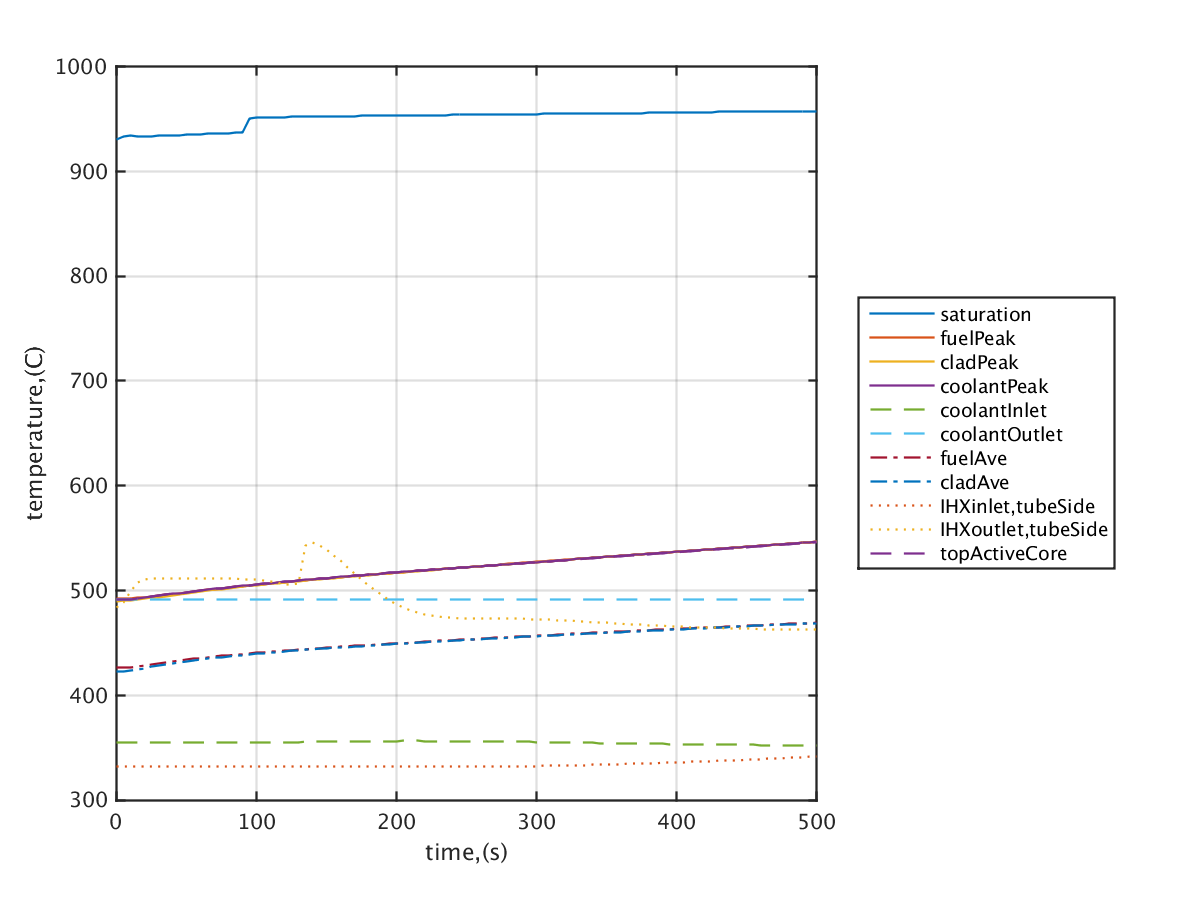 1000
900
800
700
600
500
400
300
temperature,(C)
0 100 200 300 400 500
time,(s)
saturation
fuelPeak
cladPeak
coolantPeak
coolantInlet
coolantOutlet
fuelAve
cladAve
IHXinlet,tubeSide
IHXoutlet,tubeSide
topActiveCore